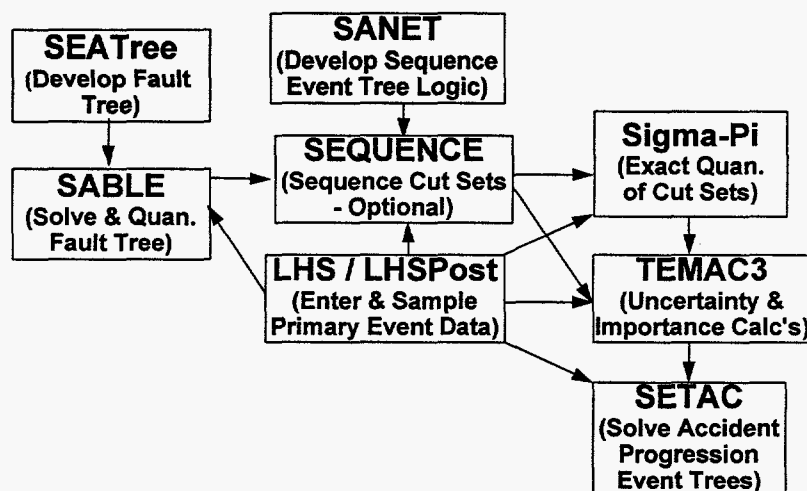 SEATree
(Develop Fault
Tree)
SANET
(Develop Sequence
Event Tree Logic)
SABLE
(Solve & Quan.
Fault Tree)
SEQUENCE
(Sequence Cut Sets
- Optional)
Sigma-Pi
(Exact Quan.
of Cut Sets)
LHS / LHSPost
(Enter & Sample
Primary Event Data)
TEMAC3
(Uncertainty &
Importance Calc's)
SETAC
(Solve Accident
Progression
Event Trees)